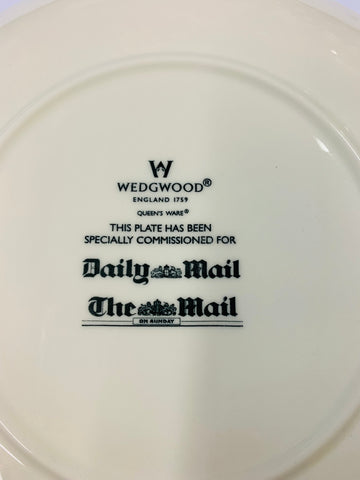 WEDGWOOD®
ENGLAND 1759
QUEEN'S WARE®
THIS PLATE HAS BEEN
SPECIALLY COMMISSIONED FOR
Daily Mail
The Mail
ON SUNDAY